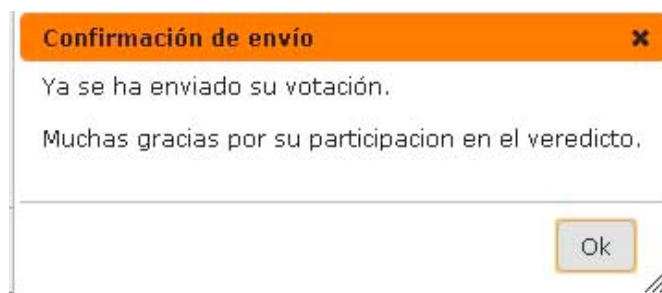 Confirmación de envío
Ya se ha enviado su votación.
Muchas gracias por su participacion en el veredicto.
Ok